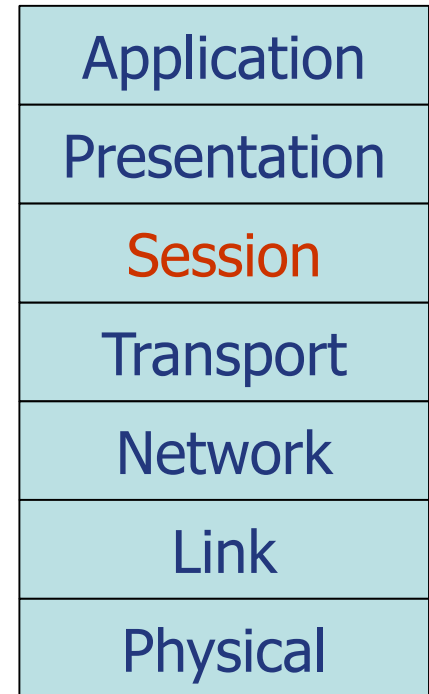 Application
Presentation
Session
Transport
Network
Link
Physical